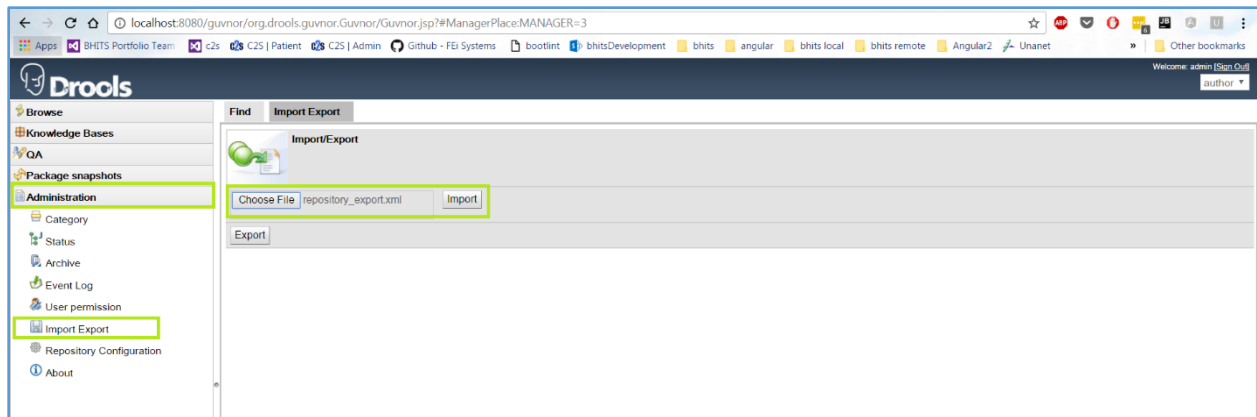 localhost:8080/guvnor/org.drools.guvnor.Guvnor/Guvnor.jsp?#ManagerPlace:MANAGER=3
ABP
6
JB
Apps BHITS Portfolio Team c2s C2S | Patient C2S | Admin Github - FEi Systems bootlint bhitsDevelopment bhits angular bhits local bhits remote Angular2 Unanet » Other bookmarks
Drools
Welcome: admin [Sign Out]
author
Browse
Knowledge Bases
QA
Package snapshots
Administration
Category
Status
Archive
Event Log
User permission
Import Export
Repository Configuration
About
Find Import Export
Import/Export
Choose File repository_export.xml Import
Export